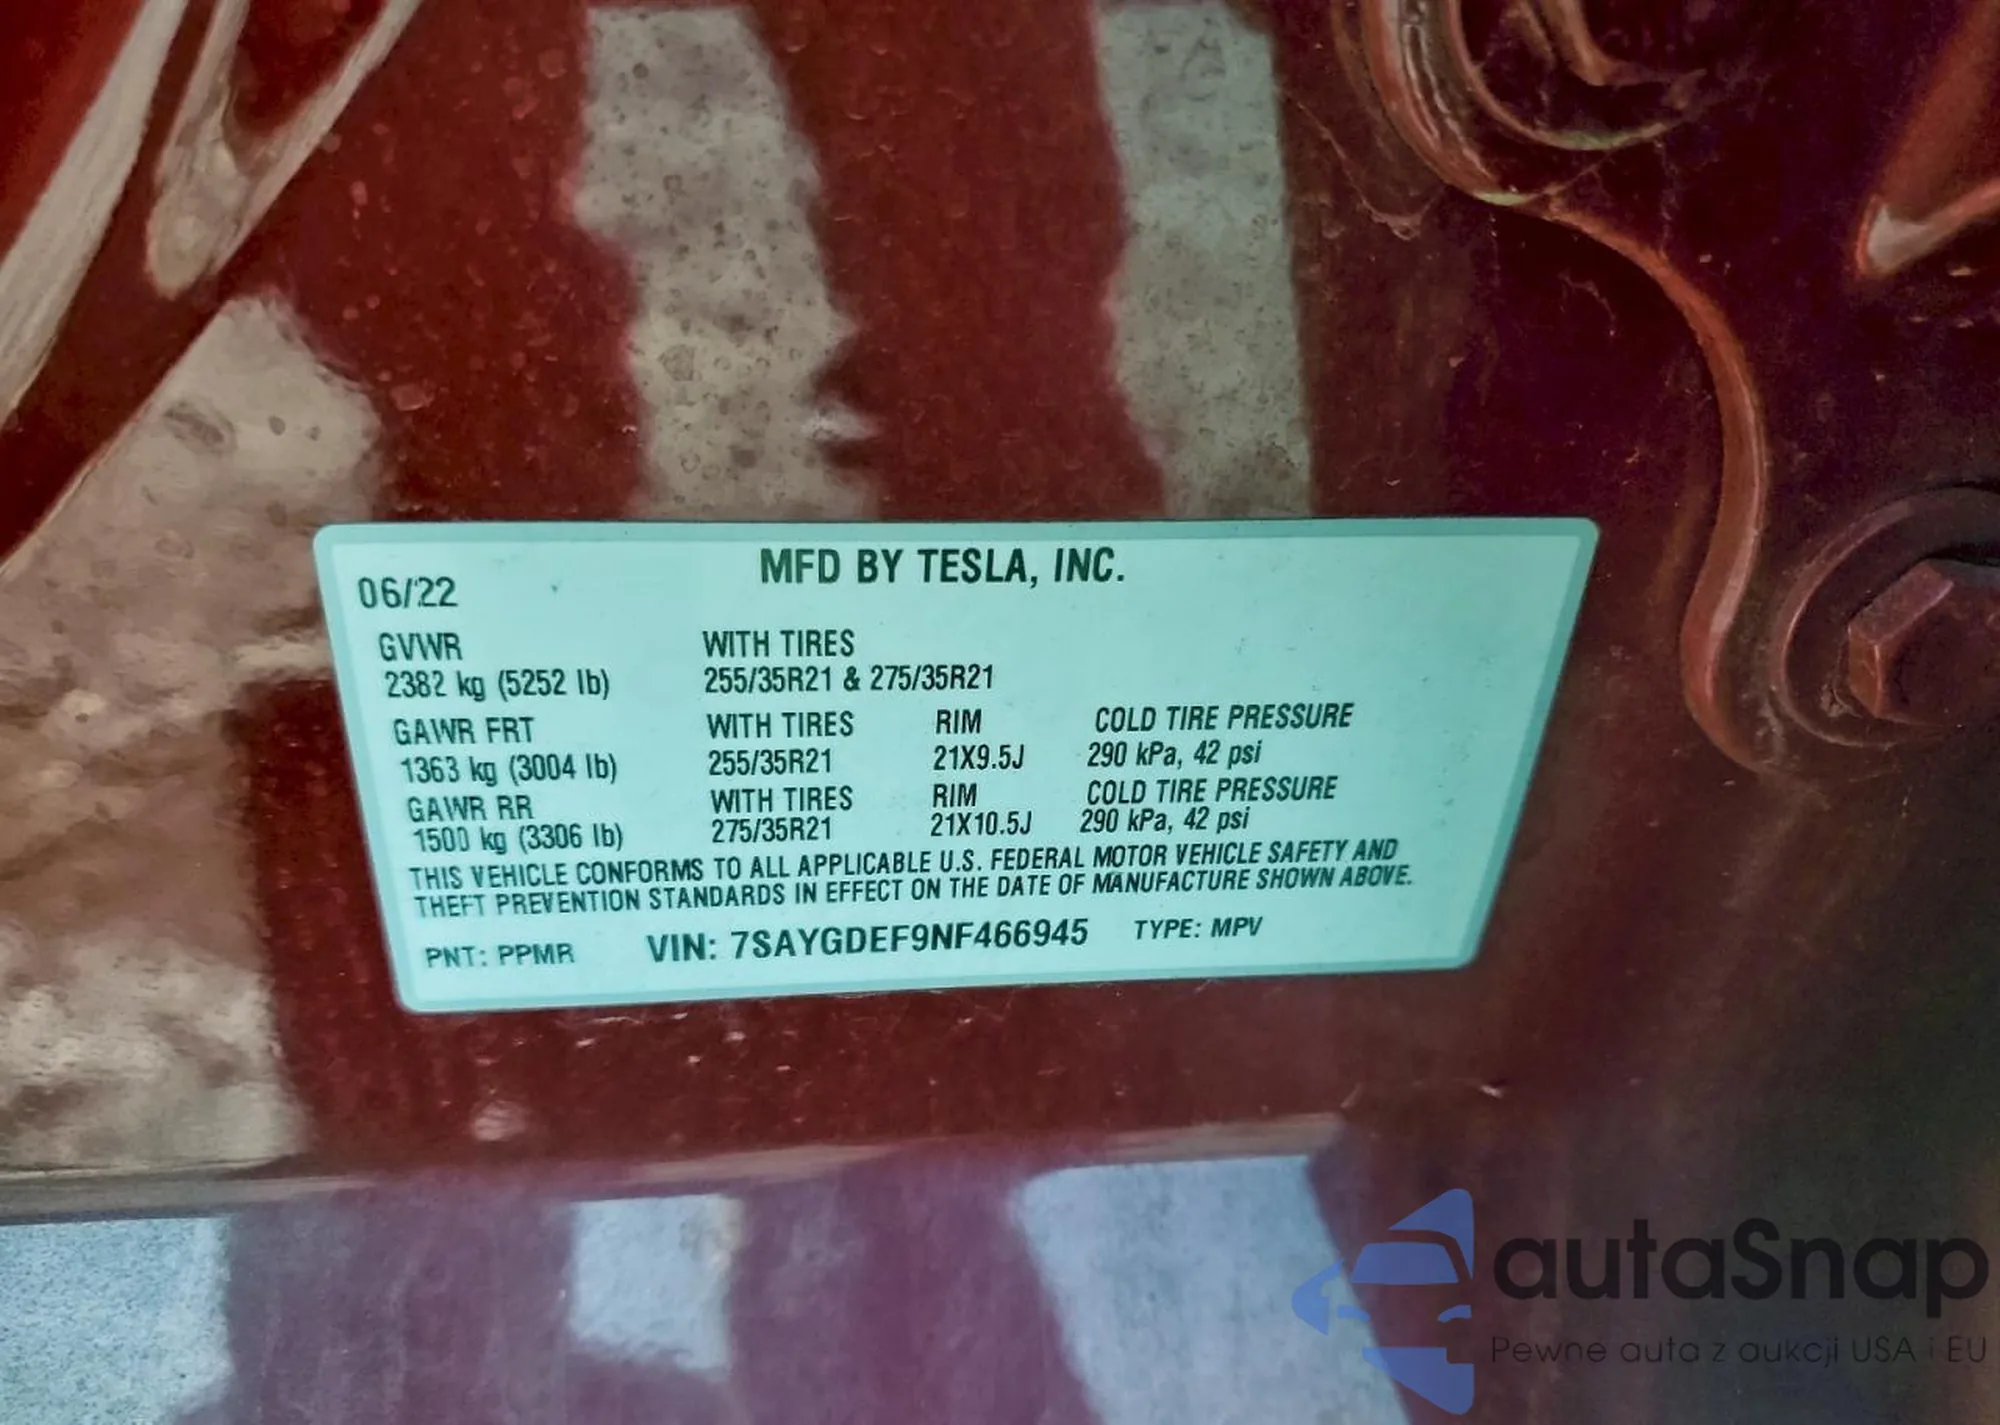 MFD BY TESLA, INC.
06/22
GVWR WITH TIRES
2382 kg (5252 lb) 255/35R21 & 275/35R21
GAWR FRT WITH TIRES RIM COLD TIRE PRESSURE
1363 kg (3004 lb) 255/35R21 21X9.5J 290 kPa, 42 psi
GAWR RR WITH TIRES RIM COLD TIRE PRESSURE
1500 kg (3306 lb) 275/35R21 21X10.5J 290 kPa, 42 psi
THIS VEHICLE CONFORMS TO ALL APPLICABLE U.S. FEDERAL MOTOR VEHICLE SAFETY AND
THEFT PREVENTION STANDARDS IN EFFECT ON THE DATE OF MANUFACTURE SHOWN ABOVE.
PNT: PPMR VIN: 7SAYGDEF9NF466945 TYPE: MPV
autaSnap
Pewne auta z aukcji USA i EU